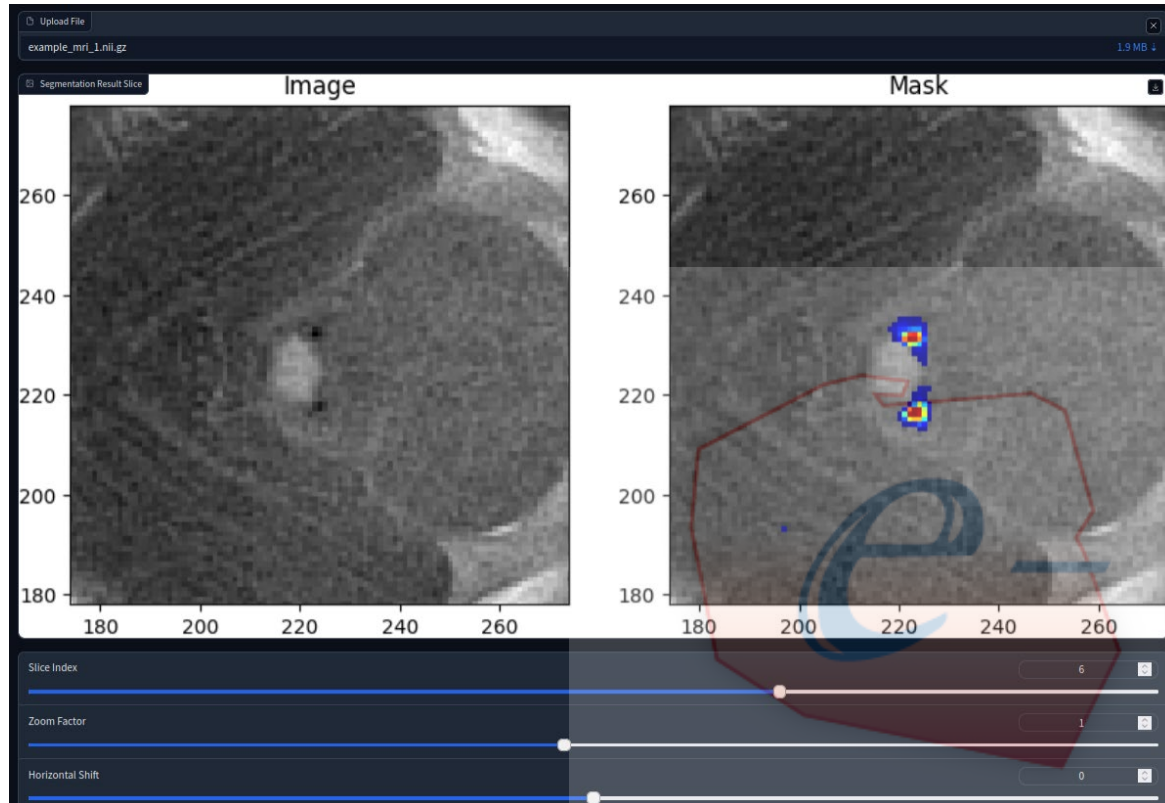 Upload File
example_mri_1.nii.gz 1.9 MB ↓
Segmentation Result Slice
Image Mask
260 260
240 240
220 220
200 200
180 180
180 200 220 240 260 180 200 220 240 260
e-
Slice Index 6
Zoom Factor 1
Horizontal Shift 0